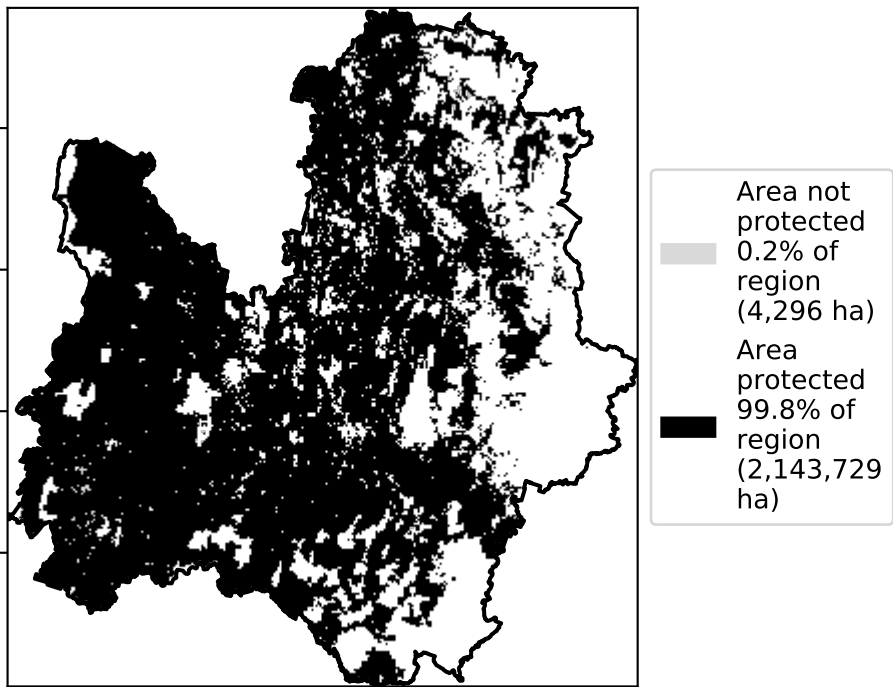 Area not
protected
0.2% of
region
(4,296 ha)
Area
protected
99.8% of
region
(2,143,729
ha)